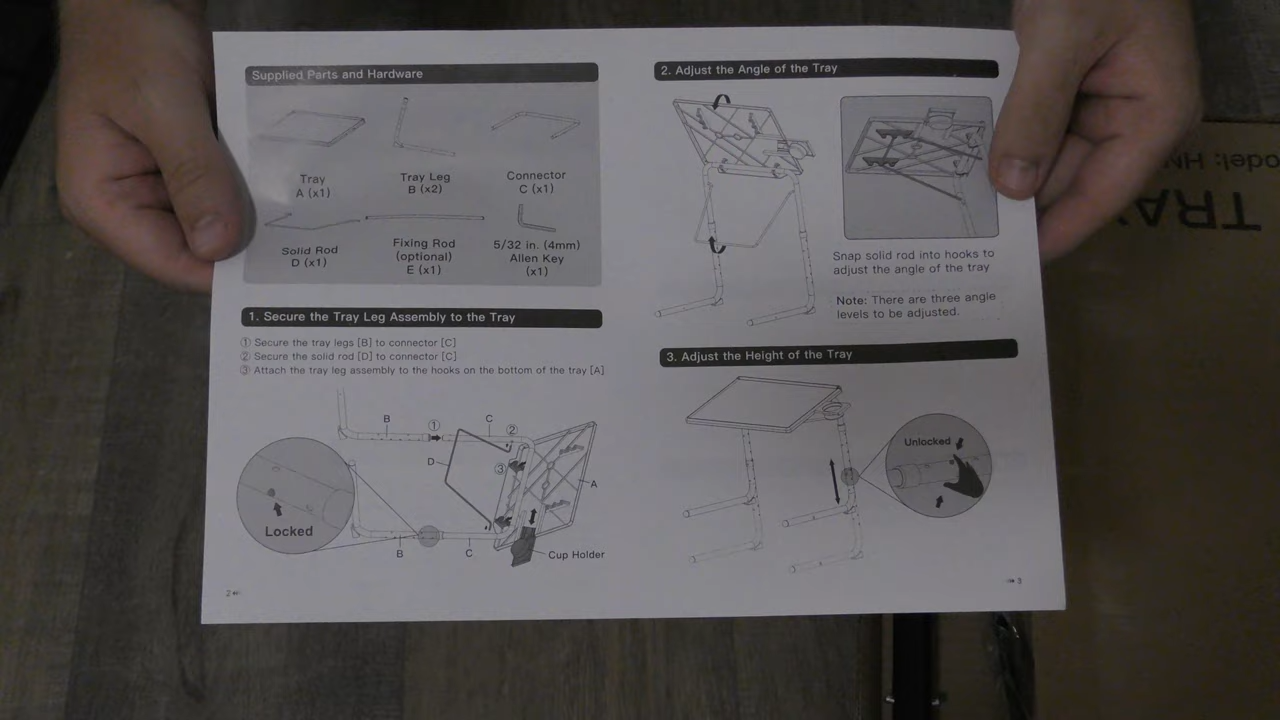 Supplied Parts and Hardware
Tray
A (x1)
Tray Leg
B (x2)
Connector
C (x1)
Solid Rod
D (x1)
Fixing Rod
(optional)
E (x1)
5/32 in. (4mm)
Allen Key
(x1)
1. Secure the Tray Leg Assembly to the Tray
① Secure the tray legs [B] to connector [C]
② Secure the solid rod [D] to connector [C]
③ Attach the tray leg assembly to the hooks on the bottom of the tray [A]
B
①
C
②
D
③
A
Locked
B
C
Cup Holder
2
2. Adjust the Angle of the Tray
Snap solid rod into hooks to
adjust the angle of the tray
Note: There are three angle
levels to be adjusted.
3. Adjust the Height of the Tray
Unlocked
3
odel: HN
TRAY